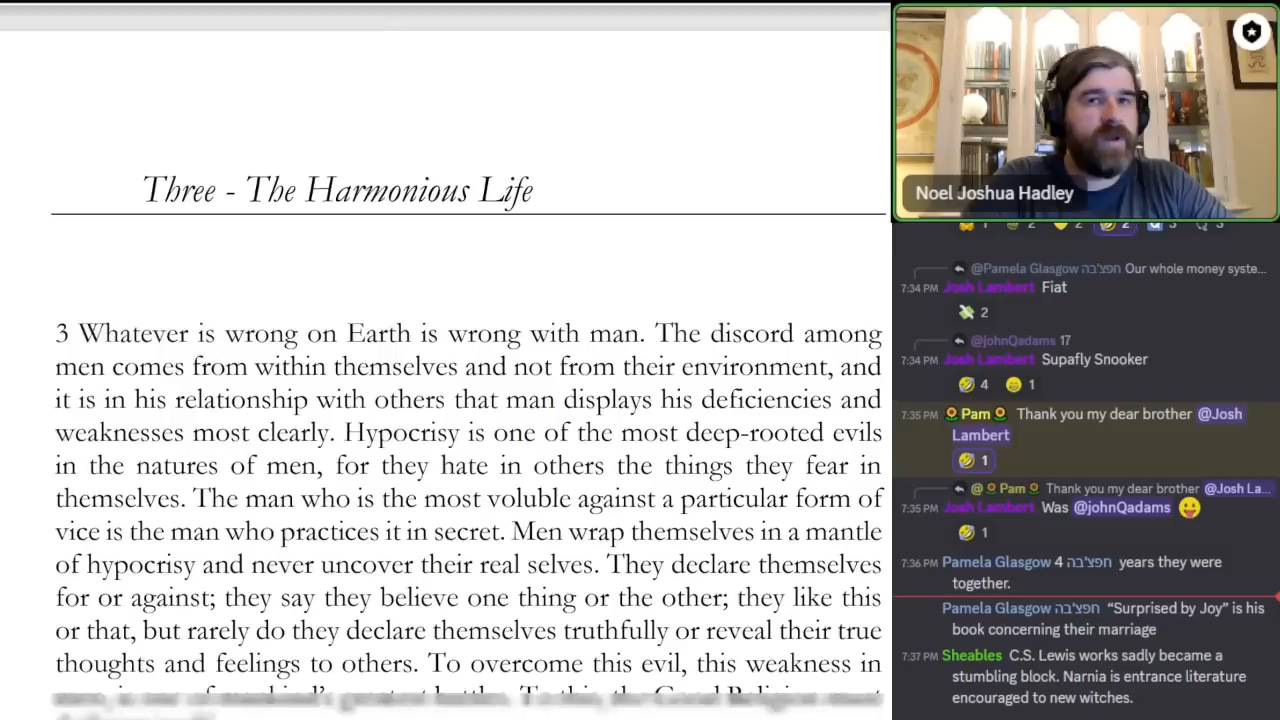 Three - The Harmonious Life
3 Whatever is wrong on Earth is wrong with man. The discord among
men comes from within themselves and not from their environment, and
it is in his relationship with others that man displays his deficiencies and
weaknesses most clearly. Hypocrisy is one of the most deep-rooted evils
in the natures of men, for they hate in others the things they fear in
themselves. The man who is the most voluble against a particular form of
vice is the man who practices it in secret. Men wrap themselves in a mantle
of hypocrisy and never uncover their real selves. They declare themselves
for or against; they say they believe one thing or the other; they like this
or that, but rarely do they declare themselves truthfully or reveal their true
thoughts and feelings to others. To overcome this evil, this weakness in
Noel Joshua Hadley
1 2 2 2 3 3
@Pamela Glasgow חפצ'בה Our whole money syste...
7:34 PM Josh Lambert Fiat
2
@johnQadams 17
7:34 PM Josh Lambert Supafly Snooker
4 1
7:35 PM Pam Thank you my dear brother @Josh
Lambert
1
@ Pam Thank you my dear brother @Josh La...
7:35 PM Josh Lambert Was @johnQadams
1
7:36 PM Pamela Glasgow חפצ'בה 4 years they were
together.
Pamela Glasgow חפצ'בה “Surprised by Joy” is his
book concerning their marriage
7:37 PM Sheables C.S. Lewis works sadly became a
stumbling block. Narnia is entrance literature
encouraged to new witches.